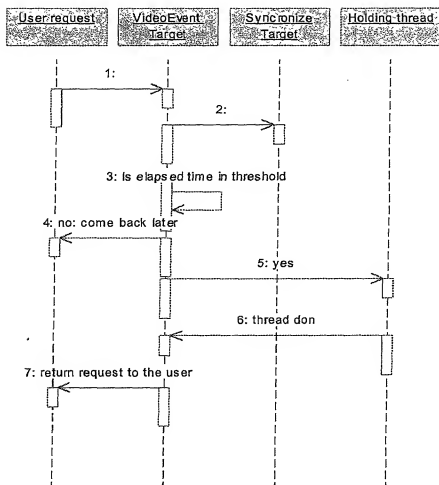 User request
VideoEvent
Target
Syncronize
Target
Holding thread
1:
2:
3: Is elapsed time in threshold
4: no: come back later
5: yes
6: thread don
7: return request to the user